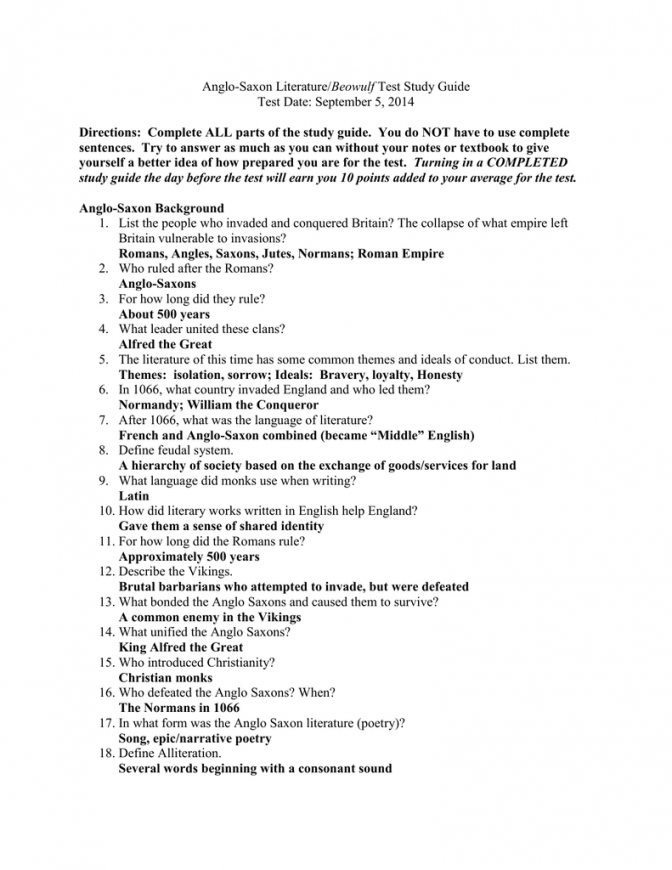 Anglo-Saxon Literature/Beowulf Test Study Guide
Test Date: September 5, 2014
Directions: Complete ALL parts of the study guide. You do NOT have to use complete
sentences. Try to answer as much as you can without your notes or textbook to give
yourself a better idea of how prepared you are for the test. Turning in a COMPLETED
study guide the day before the test will earn you 10 points added to your average for the test.
Anglo-Saxon Background
1. List the people who invaded and conquered Britain? The collapse of what empire left
Britain vulnerable to invasions?
Romans, Angles, Saxons, Jutes, Normans; Roman Empire
2. Who ruled after the Romans?
Anglo-Saxons
3. For how long did they rule?
About 500 years
4. What leader united these clans?
Alfred the Great
5. The literature of this time has some common themes and ideals of conduct. List them.
Themes: isolation, sorrow; Ideals: Bravery, loyalty, Honesty
6. In 1066, what country invaded England and who led them?
Normandy; William the Conqueror
7. After 1066, what was the language of literature?
French and Anglo-Saxon combined (became “Middle” English)
8. Define feudal system.
A hierarchy of society based on the exchange of goods/services for land
9. What language did monks use when writing?
Latin
10. How did literary works written in English help England?
Gave them a sense of shared identity
11. For how long did the Romans rule?
Approximately 500 years
12. Describe the Vikings.
Brutal barbarians who attempted to invade, but were defeated
13. What bonded the Anglo Saxons and caused them to survive?
A common enemy in the Vikings
14. What unified the Anglo Saxons?
King Alfred the Great
15. Who introduced Christianity?
Christian monks
16. Who defeated the Anglo Saxons? When?
The Normans in 1066
17. In what form was the Anglo Saxon literature (poetry)?
Song, epic/narrative poetry
18. Define Alliteration.
Several words beginning with a consonant sound